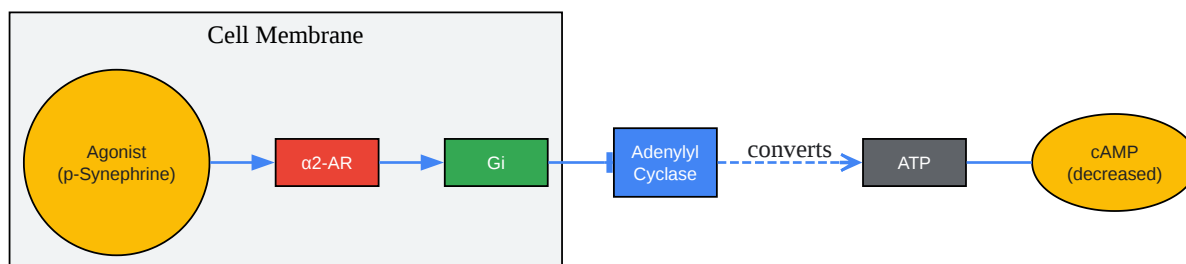 Cell Membrane
Agonist
(p-Synephrine)
α2-AR
Gi
Adenylyl
Cyclase
converts
ATP
cAMP
(decreased)